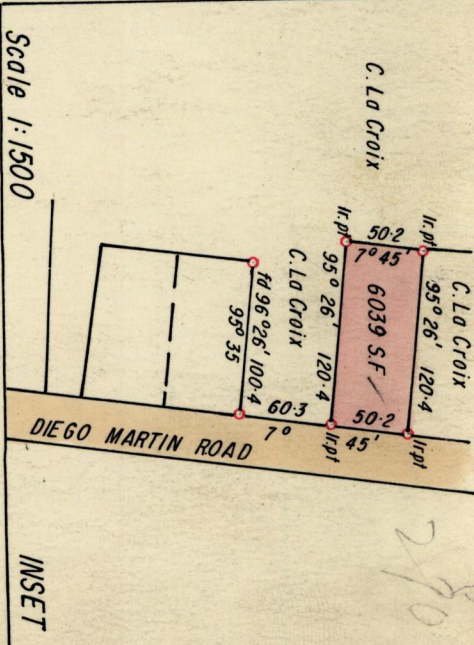 Scale 1:1500
C. La Croix
Ir.pt
50·2
7° 45'
Ir.pt
C. La Croix
95° 26' 120·4
6039 S.F
95° 26' 120·4
C. La Croix
fd 96° 26' 100·4
95° 35
60·3
7°
Ir.pt
50·2
45'
Ir.pt
DIEGO MARTIN ROAD
INSET